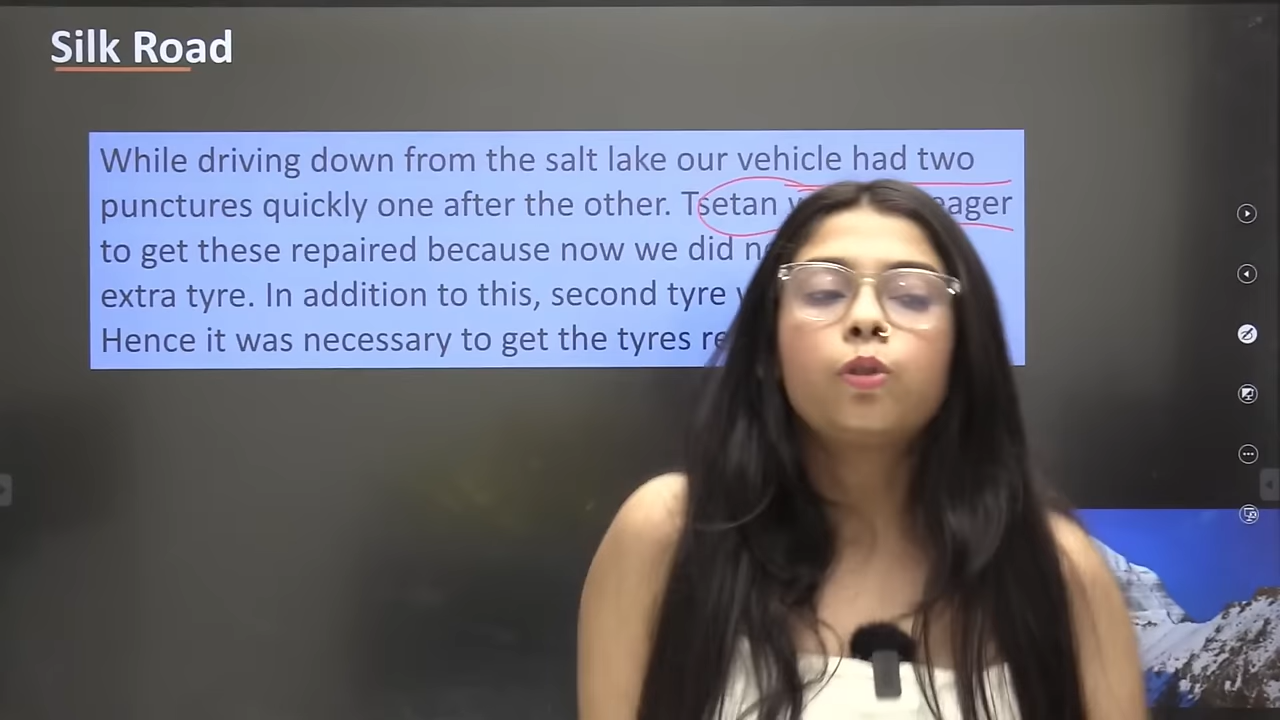 Silk Road
While driving down from the salt lake our vehicle had two
punctures quickly one after the other. Tsetan eager
to get these repaired because now we did
extra tyre. In addition to this, second tyre
Hence it was necessary to get the tyres